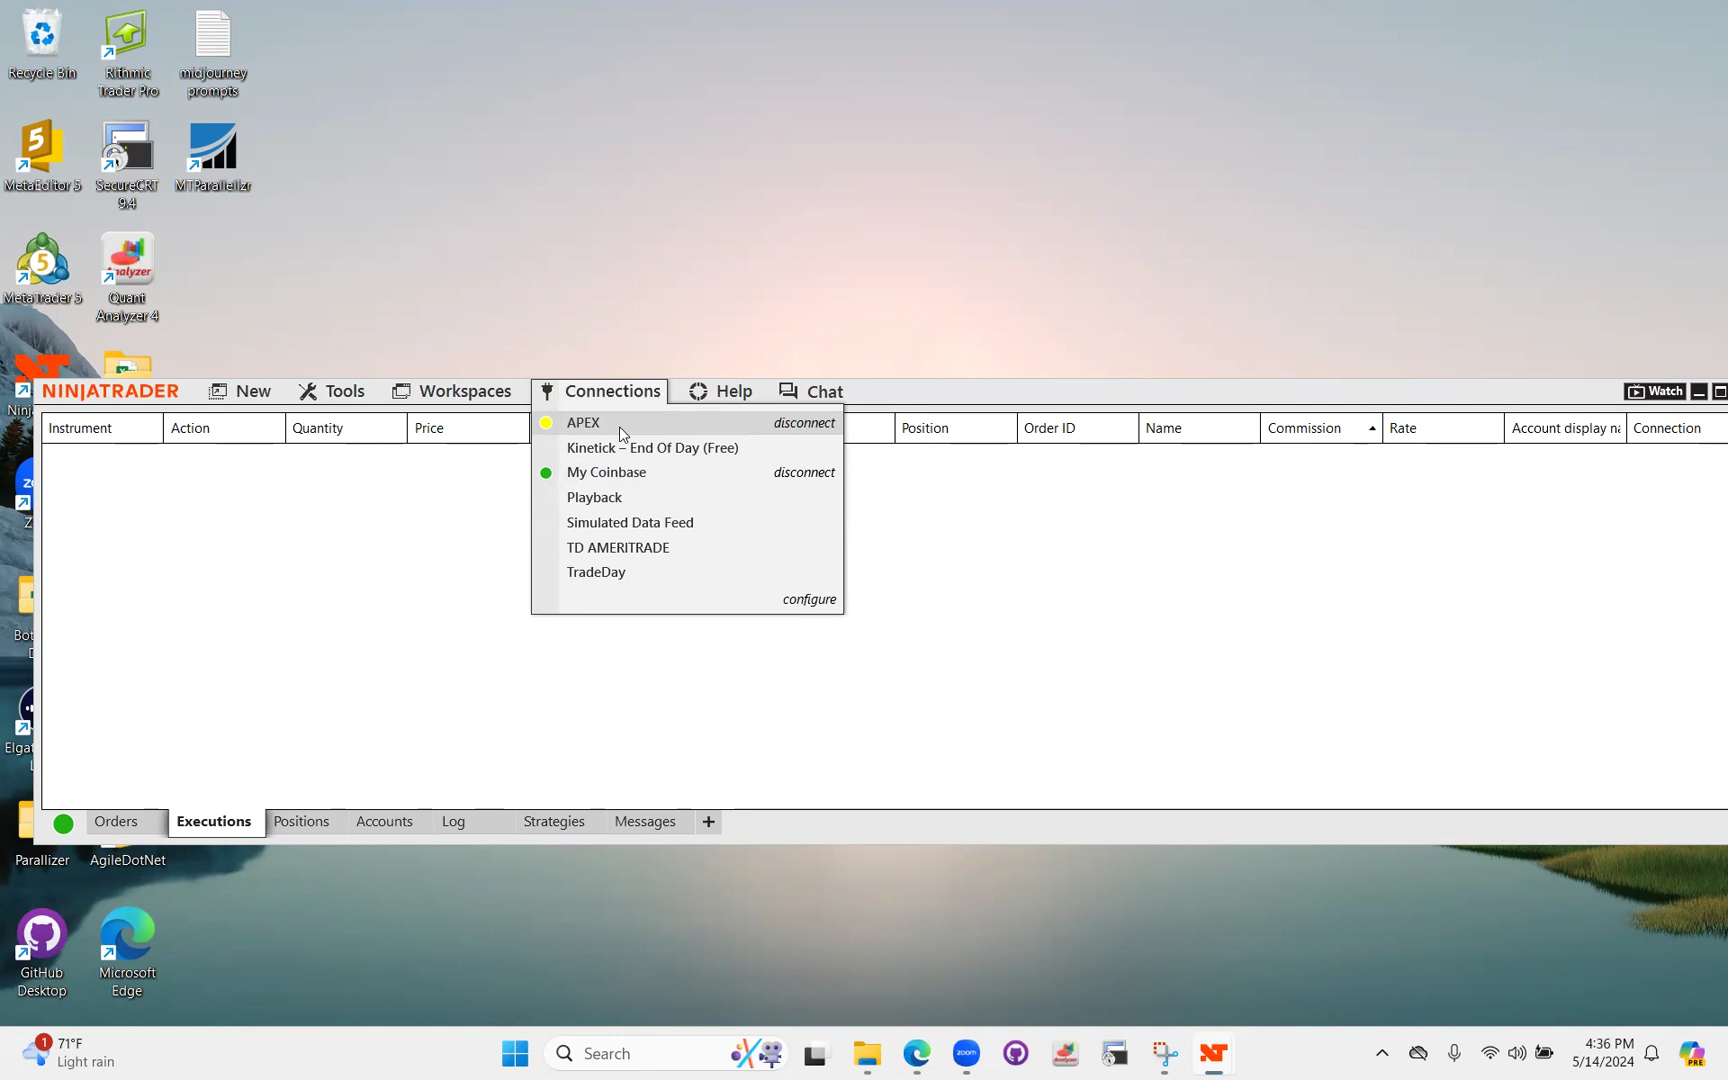 Recycle Bin
Rithmic
Trader Pro
midjourney
prompts
MetaEditor 5
SecureCRT
9.4
MTParallelizr
MetaTrader 5
Quant
Analyzer 4
NINJATRADER New Tools Workspaces Connections Help Chat Watch
Instrument Action Quantity Price Position Order ID Name Commission Rate Account display na Connection
APEX disconnect
Kinetick – End Of Day (Free)
My Coinbase disconnect
Playback
Simulated Data Feed
TD AMERITRADE
TradeDay
configure
Orders Executions Positions Accounts Log Strategies Messages +
Parallizer
AgileDotNet
GitHub
Desktop
Microsoft
Edge
1
71°F
Light rain
Search
zoom
4:36 PM
5/14/2024
PRE